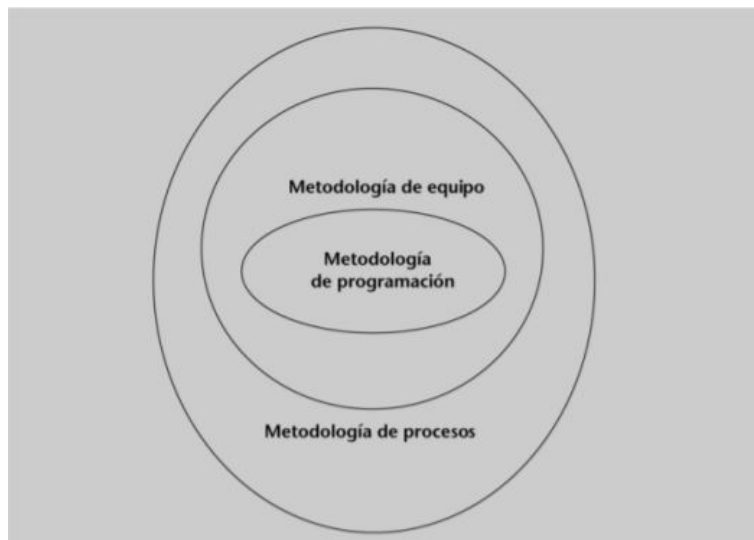 Metodología de equipo
Metodología
de programación
Metodología de procesos